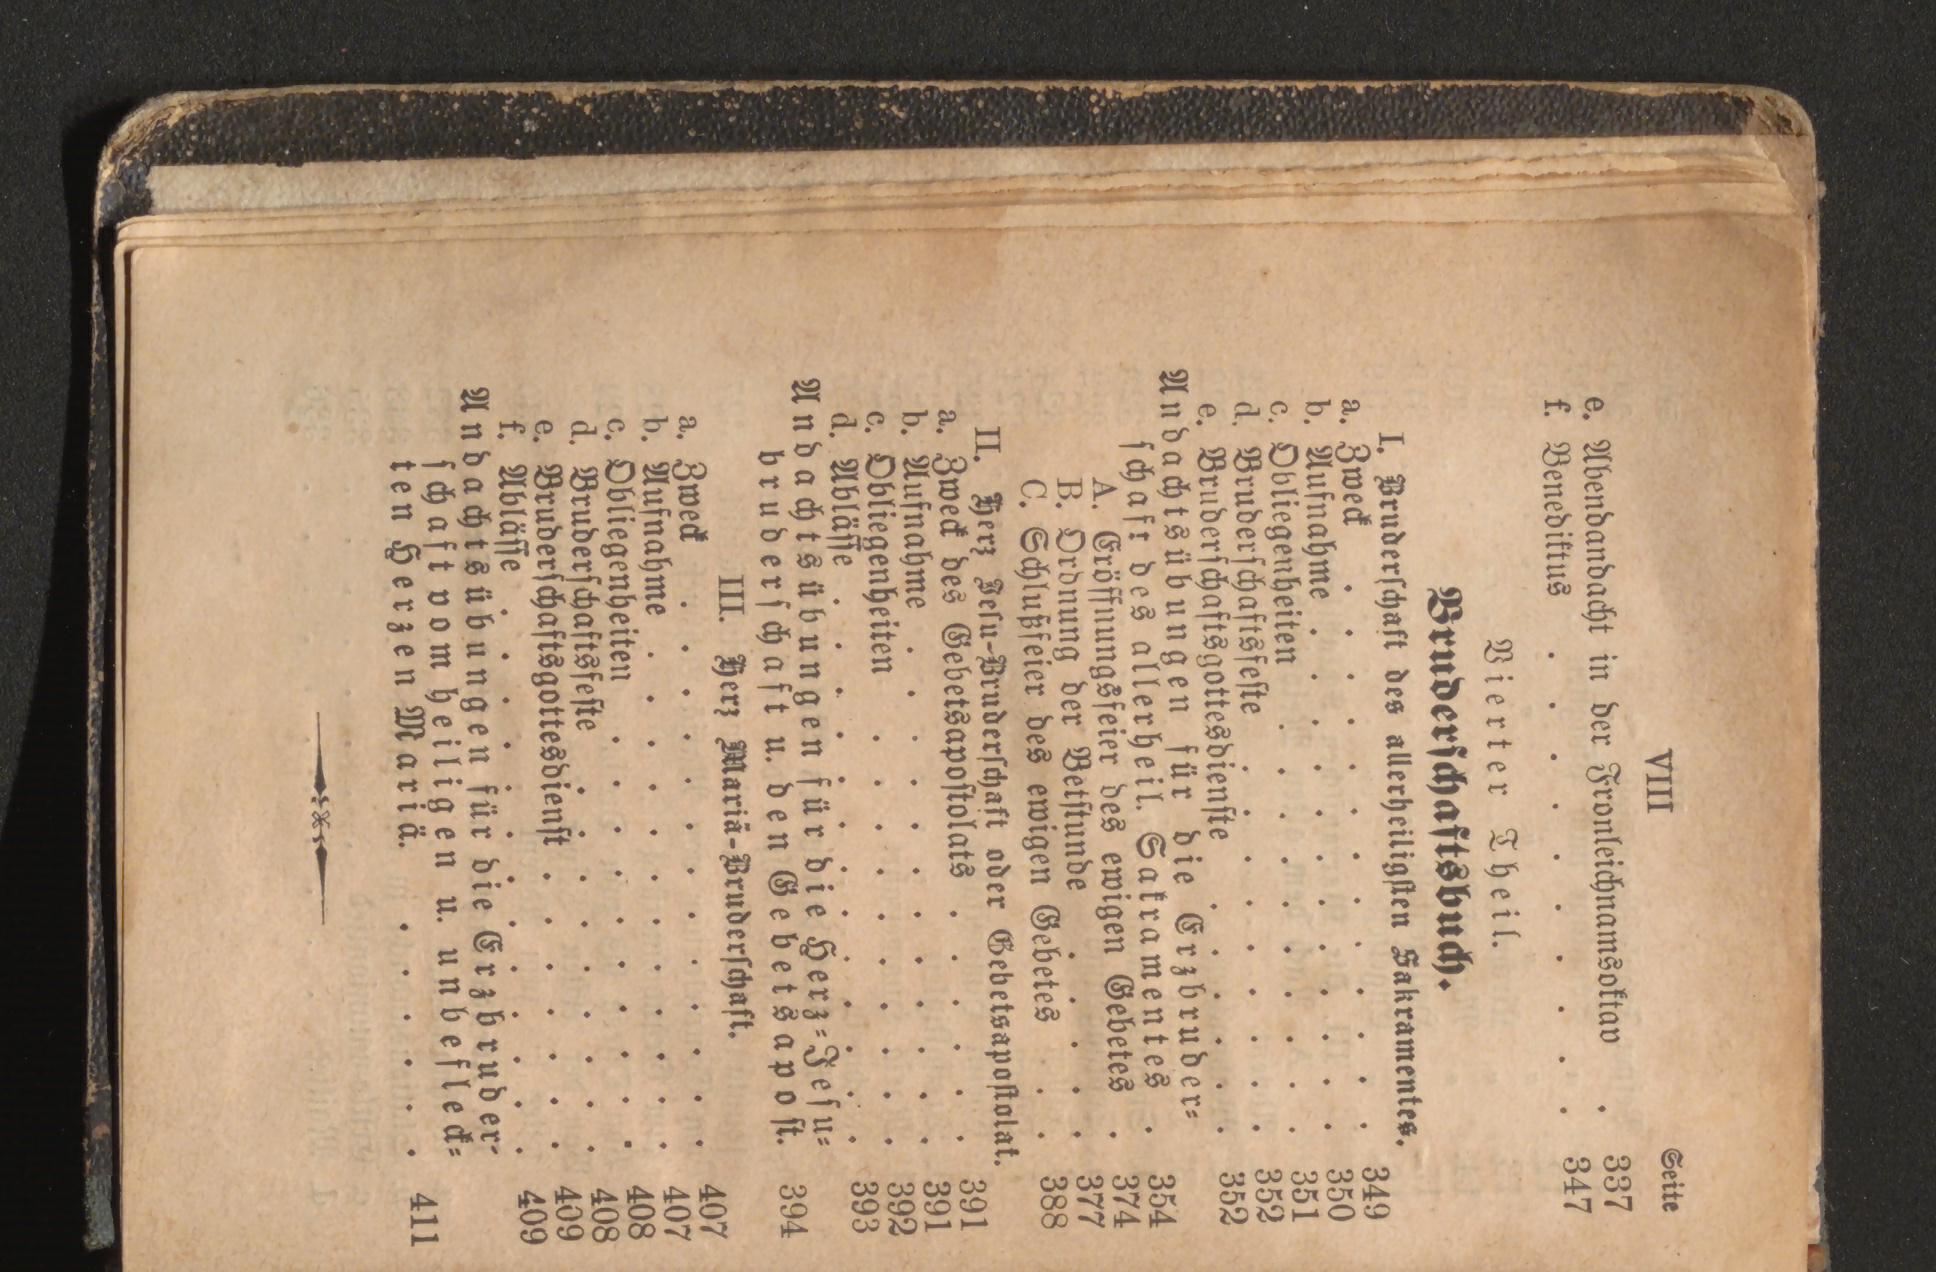 VIII
Seite
e. Abendandacht in der Fronleichnamsoktav . 337
f. Benediktus . . . . . . 347
Vierter Theil.
Bruderschaftsbuch.
I. Bruderschaft des allerheiligsten Sakramentes.
a. Zweck . . . . . . . 349
b. Aufnahme . . . . . . 350
c. Obliegenheiten . . . . . 351
d. Bruderschaftsfeste . . . . . 352
e. Bruderschaftsgottesdienste . . . . 352
Andachtsübungen für die Erzbruder-
schaft des allerheil. Sakramentes . 354
A. Eröffnungsfeier des ewigen Gebetes . 374
B. Ordnung der Betstunde . . . . 377
C. Schlußfeier des ewigen Gebetes . . 388
II. Herz Jesu-Bruderschaft oder Gebetsapostolat.
a. Zweck des Gebetsapostolats . . . 391
b. Aufnahme . . . . . . 391
c. Obliegenheiten . . . . . 392
d. Ablässe . . . . . . . 393
Andachtsübungen für die Herz-Jesu-
bruderschaft u. den Gebetsapost. 394
III. Herz Mariä-Bruderschaft.
a. Zweck . . . . . . . 407
b. Aufnahme . . . . . . 407
c. Obliegenheiten . . . . . 408
d. Bruderschaftsfeste . . . . . 408
e. Bruderschaftsgottesdienst . . . . 409
f. Ablässe . . . . . . . 409
Andachtsübungen für die Erzbruder-
schaft vom heiligen u. unbefleck-
ten Herzen Mariä. . . . . 411